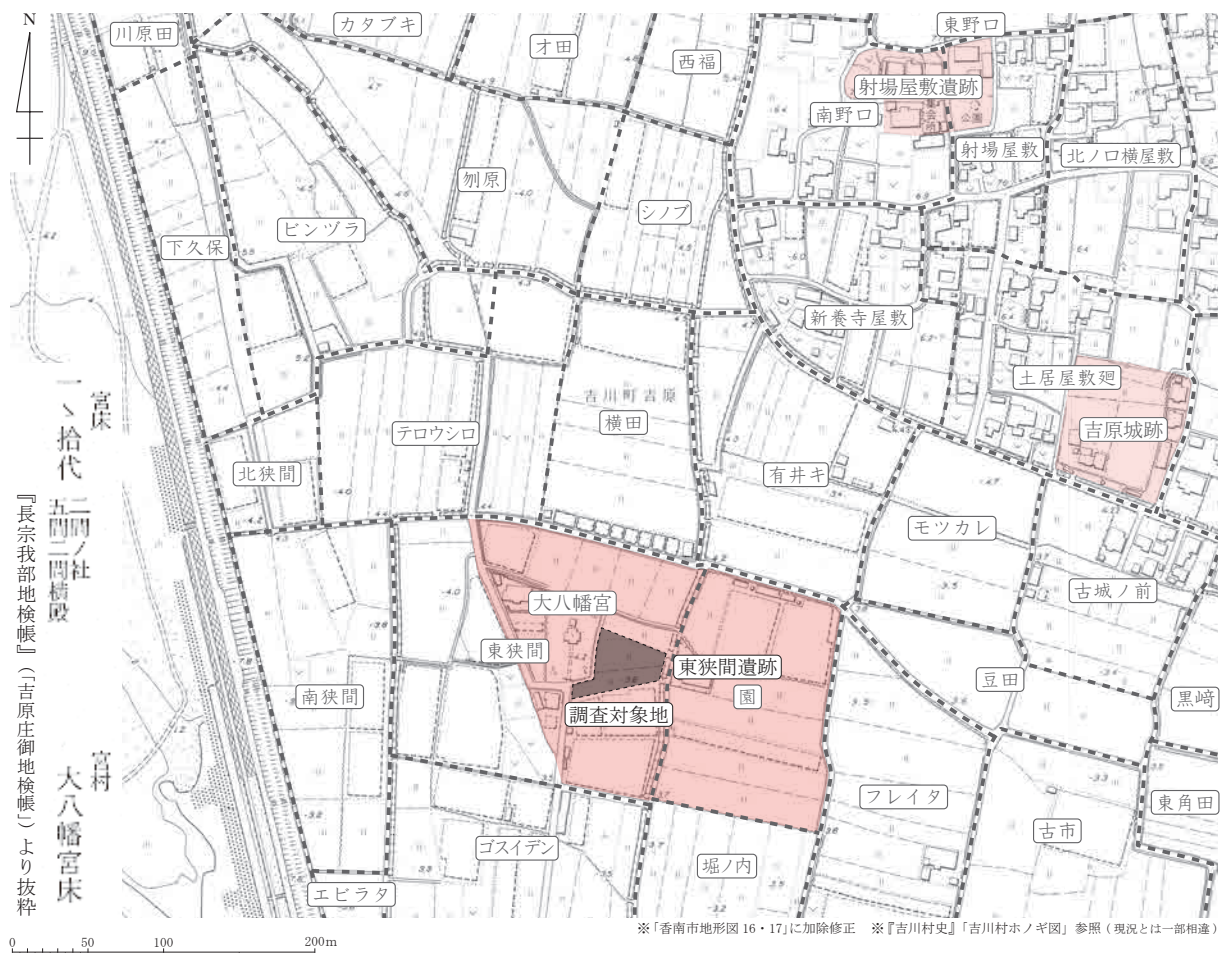 N
川原田
カタブキ
才田
西福
東野口
射場屋敷遺跡
公園
南野口
射場屋敷
北ノ口横屋敷
刎原
シノブ
ビンヅラ
下久保
新養寺屋敷
土居屋敷廻
吉原城跡
吉川町吉原
横田
テロウシロ
北狭間
有井キ
モツカレ
古城ノ前
大八幡宮
東狭間
東狭間遺跡
園
調査対象地
南狭間
豆田
黒﨑
フレイタ
東角田
古市
ゴスイデン
堀ノ内
エビラタ
宮床
一ヽ拾代 二間ノ社
五間二間横殿
宮村
大八幡宮床
『長宗我部地検帳』(「吉原庄御地検帳」)より抜粋
※「香南市地形図 16・17」に加除修正 ※『吉川村史』「吉川村ホノギ図」参照(現況とは一部相違)
0 50 100 200m